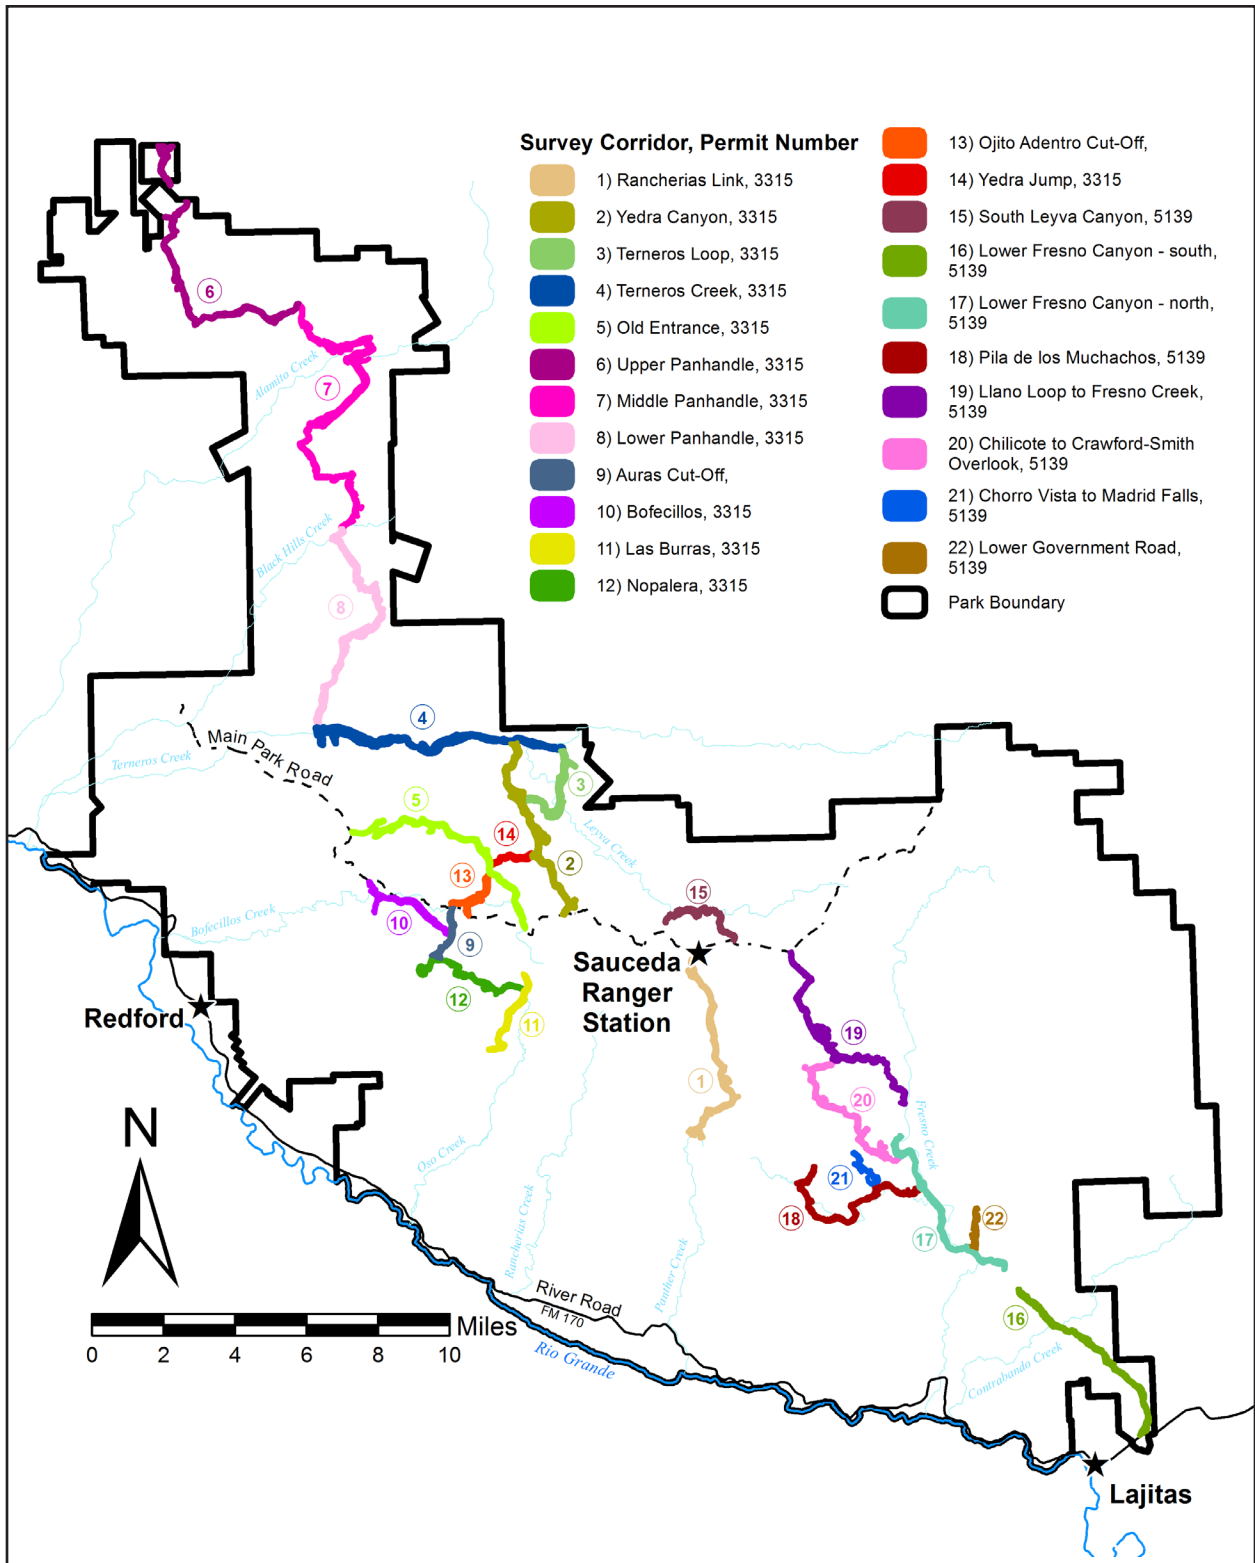 Survey Corridor, Permit Number
1) Rancherias Link, 3315
2) Yedra Canyon, 3315
3) Terneros Loop, 3315
4) Terneros Creek, 3315
5) Old Entrance, 3315
6) Upper Panhandle, 3315
7) Middle Panhandle, 3315
8) Lower Panhandle, 3315
9) Auras Cut-Off,
10) Bofecillos, 3315
11) Las Burras, 3315
12) Nopalera, 3315
13) Ojito Adentro Cut-Off,
14) Yedra Jump, 3315
15) South Leyva Canyon, 5139
16) Lower Fresno Canyon - south,
5139
17) Lower Fresno Canyon - north,
5139
18) Pila de los Muchachos, 5139
19) Llano Loop to Fresno Creek,
5139
20) Chilicote to Crawford-Smith
Overlook, 5139
21) Chorro Vista to Madrid Falls,
5139
22) Lower Government Road,
5139
Park Boundary
6
Alamito Creek
7
Black Hills Creek
8
4
Main Park Road
Terneros Creek
3
5
14
Leyva Creek
2
13
15
10
Bofecillos Creek
9
Sauceda
Ranger
Station
12
Redford
11
19
1
20
Fresno Creek
N
Oso Creek
21
18
22
17
Rancherias Creek
Panther Creek
River Road
FM 170
16
Miles
0 2 4 6 8 10
Rio Grande
Contrabando Creek
Lajitas